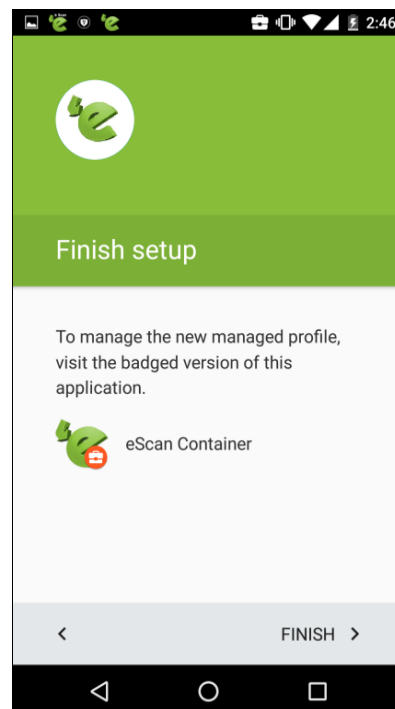 2:46
Finish setup
To manage the new managed profile,
visit the badged version of this
application.
eScan Container
FINISH